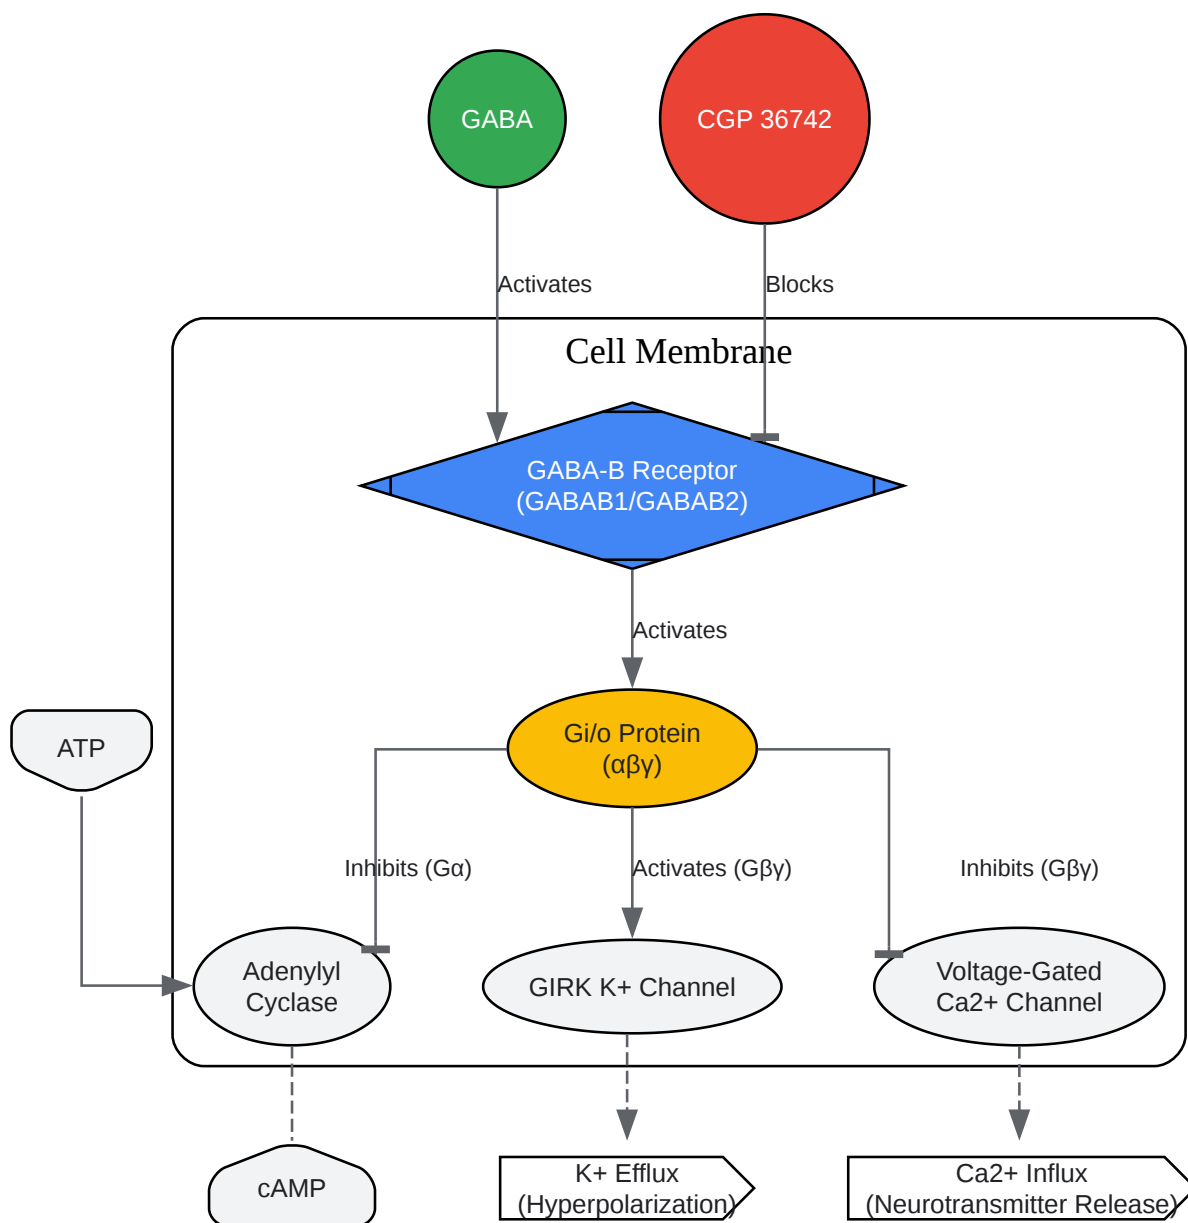 GABA
CGP 36742
Activates
Blocks
Cell Membrane
GABA-B Receptor
(GABAB1/GABAB2)
Activates
Gi/o Protein
(αβγ)
ATP
Inhibits (Gα)
Activates (Gβγ)
Inhibits (Gβγ)
Adenylyl
Cyclase
GIRK K+ Channel
Voltage-Gated
Ca2+ Channel
cAMP
K+ Efflux
(Hyperpolarization)
Ca2+ Influx
(Neurotransmitter Release)